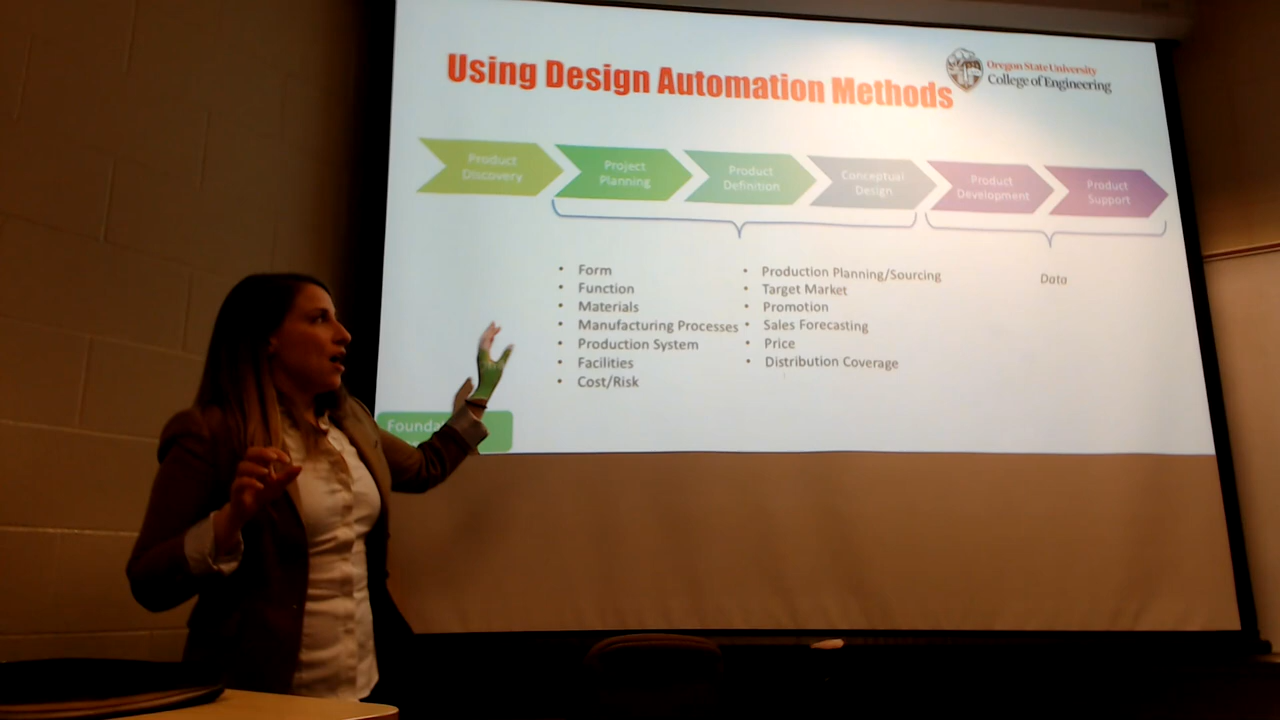 Using Design Automation Methods
Oregon State University
College of Engineering
Product
Discovery
Project
Planning
Product
Definition
Conceptual
Design
Product
Development
Product
Support
• Form
• Function
• Materials
• Manufacturing Processes
• Production System
• Facilities
• Cost/Risk
• Production Planning/Sourcing
• Target Market
• Promotion
• Sales Forecasting
• Price
• Distribution Coverage
Data